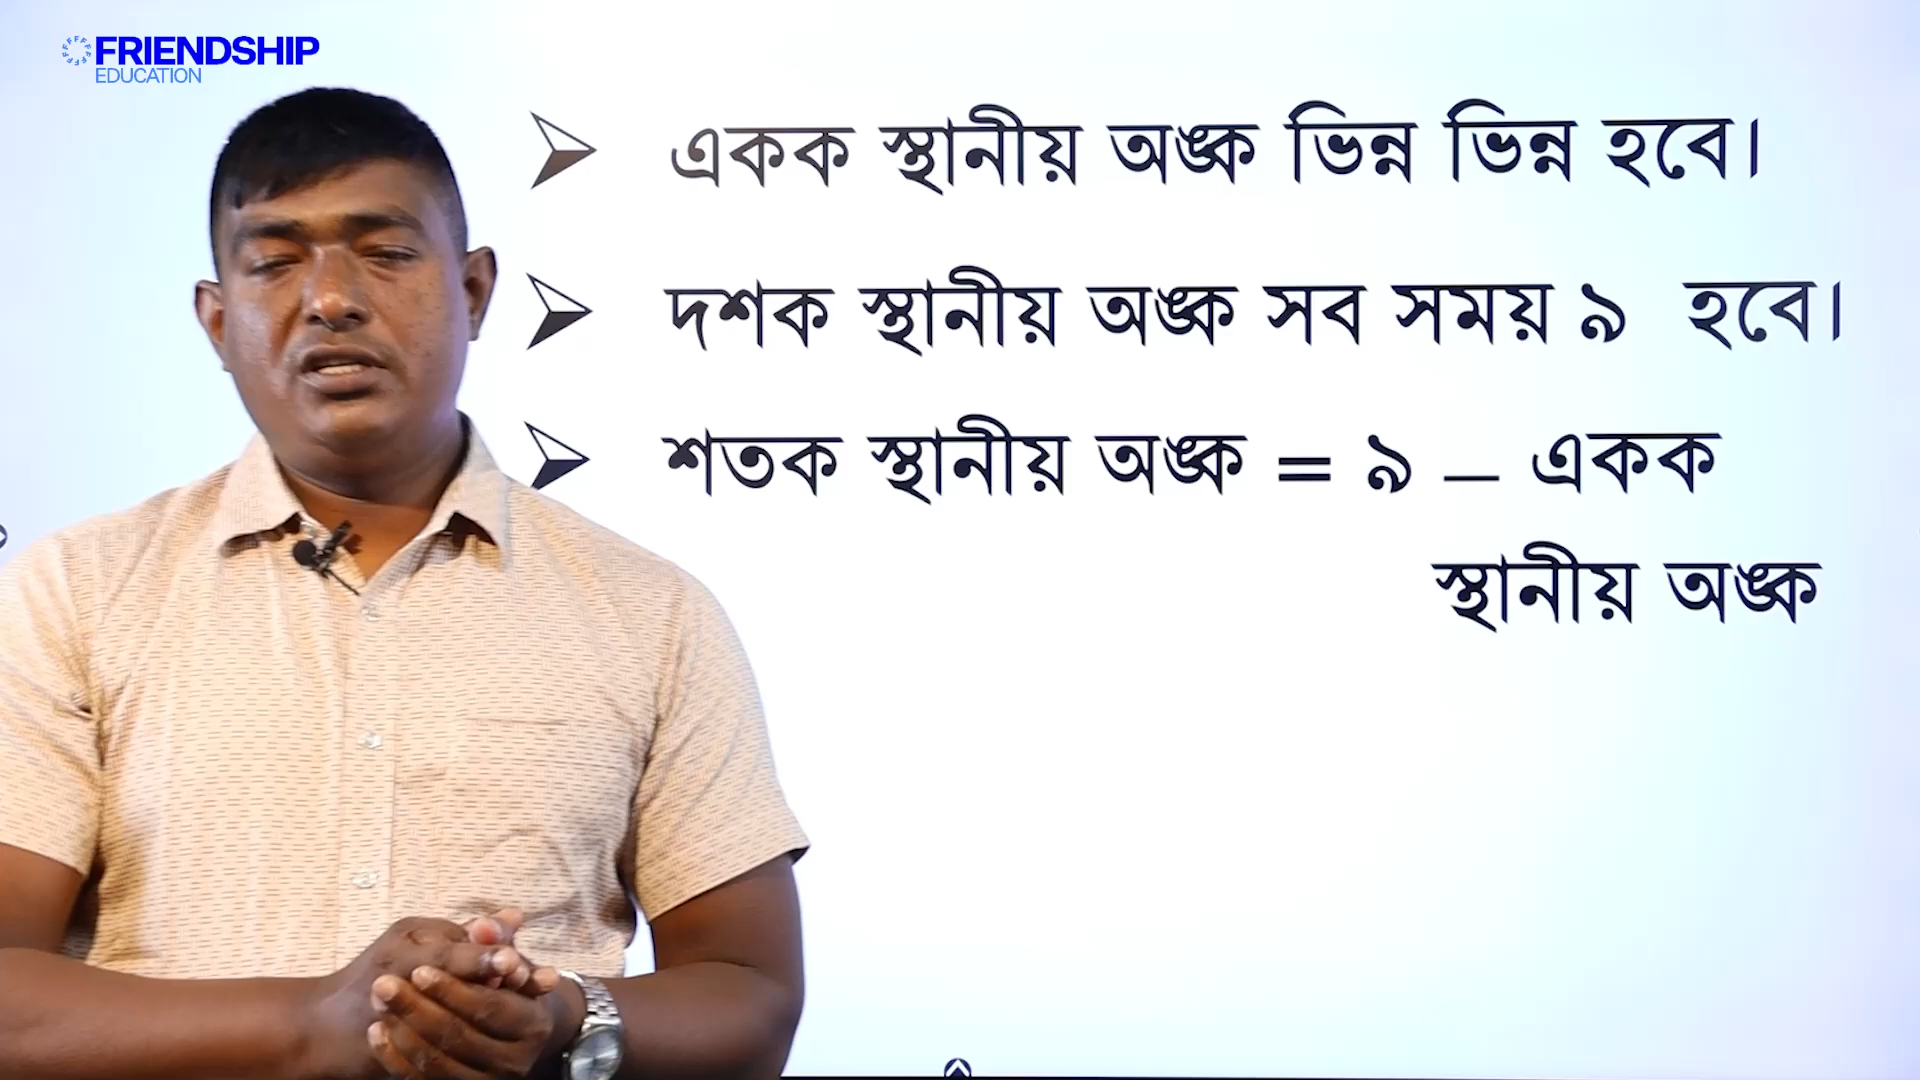 FRIENDSHIP
EDUCATION
একক স্থানীয় অঙ্ক ভিন্ন ভিন্ন হবে।
দশক স্থানীয় অঙ্ক সব সময় ৯ হবে।
শতক স্থানীয় অঙ্ক = ৯ – একক
স্থানীয় অঙ্ক